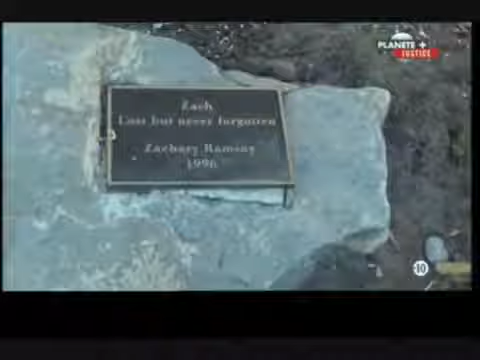 PLANETE +
JUSTICE
Zach
Lost but never forgotten
Zachary Ramsay
1996
-10